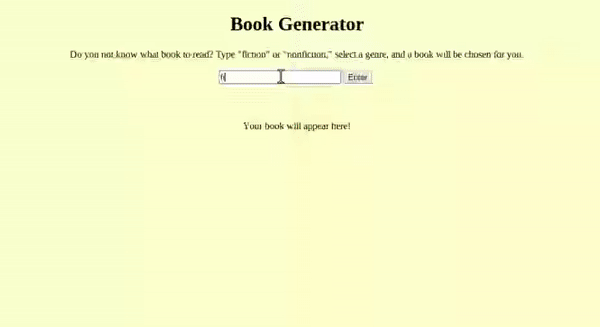 Book Generator
Do you not know what book to read? Type "fiction" or "nonfiction," select a genre, and a book will be chosen for you.
fi Enter
Your book will appear here!